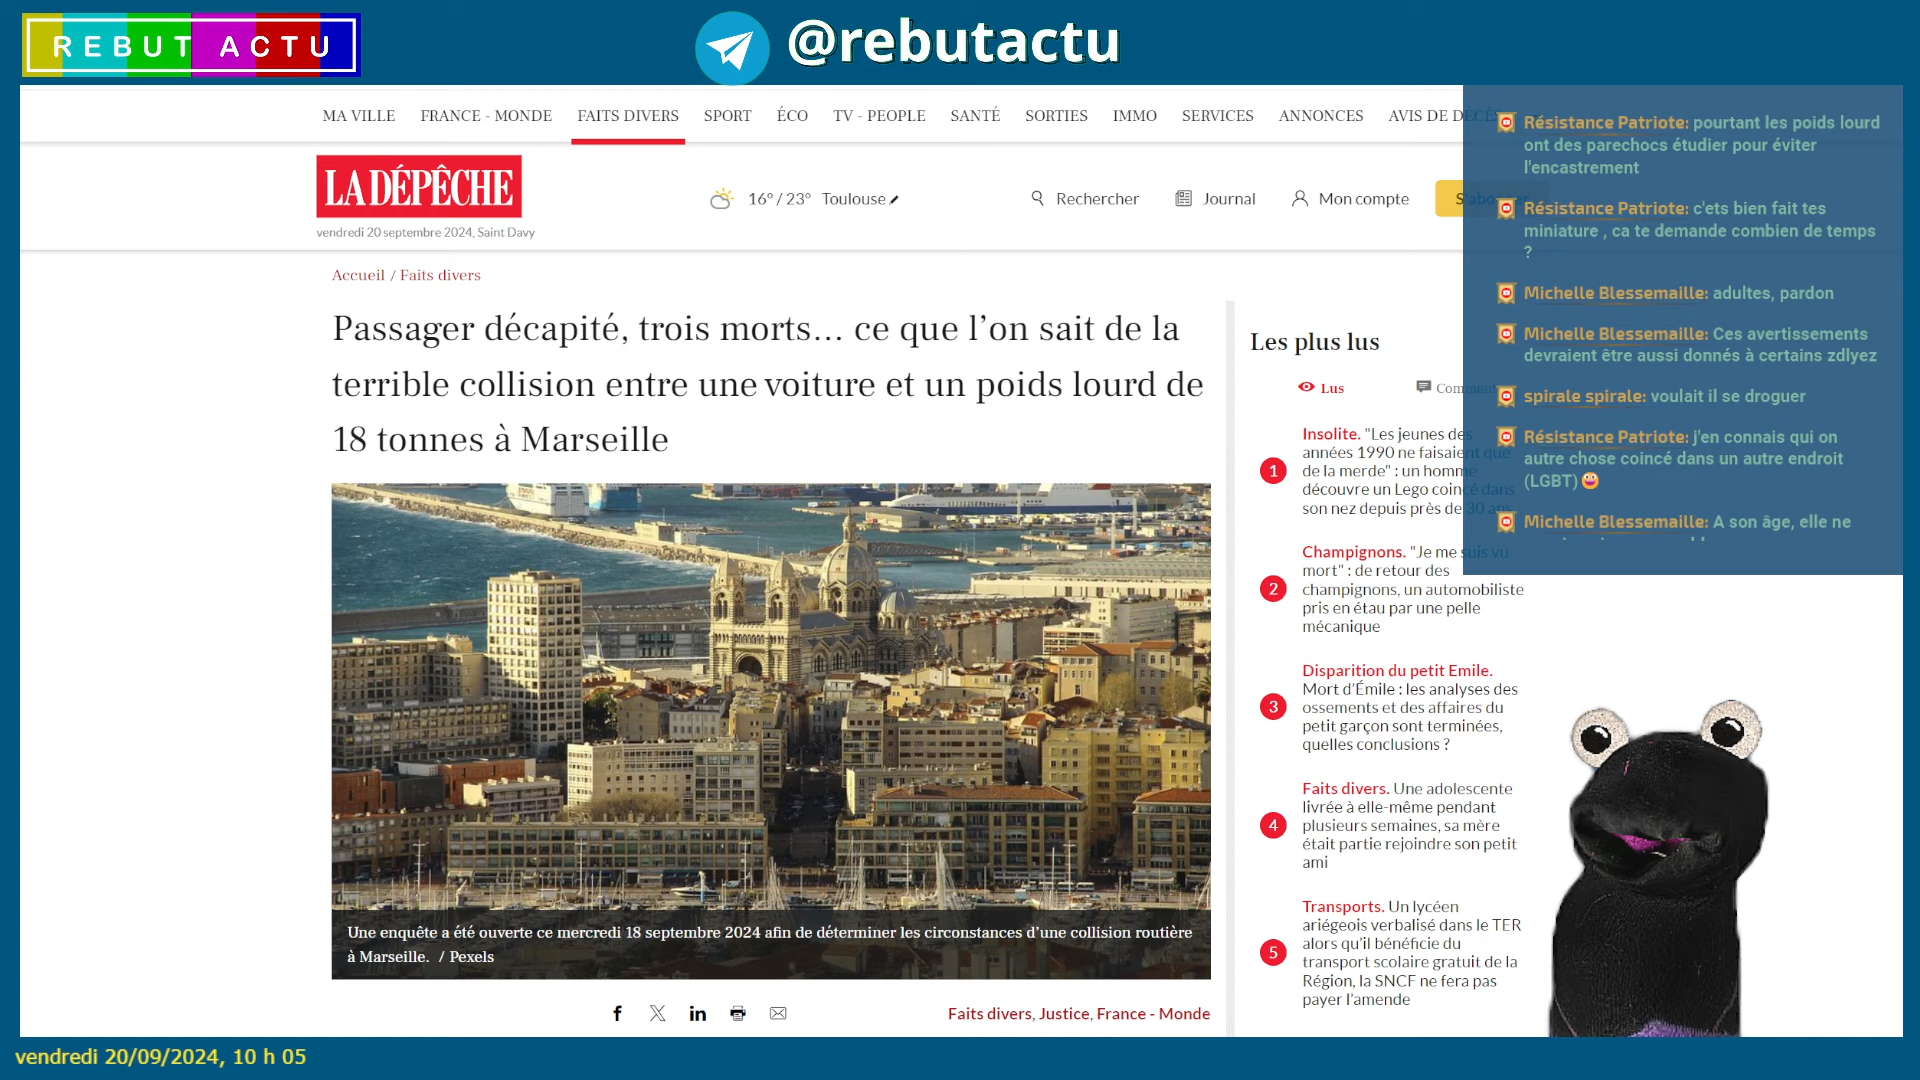 REBUT ACTU
@rebutactu
MA VILLE FRANCE - MONDE FAITS DIVERS SPORT ÉCO TV - PEOPLE SANTÉ SORTIES IMMO SERVICES ANNONCES AVIS DE DÉCÈS
LA DÉPÊCHE
vendredi 20 septembre 2024, Saint Davy
16° / 23° Toulouse
Rechercher
Journal
Mon compte
Accueil / Faits divers
Passager décapité, trois morts… ce que l’on sait de la
terrible collision entre une voiture et un poids lourd de
18 tonnes à Marseille
Une enquête a été ouverte ce mercredi 18 septembre 2024 afin de déterminer les circonstances d’une collision routière
à Marseille. / Pexels
Faits divers, Justice, France - Monde
Les plus lus
Lus
1
Insolite. "Les jeunes des
années 1990 ne faisaient que
de la merde" : un homme
découvre un Lego coincé dans
son nez depuis près de 30 ans
2
Champignons. "Je me suis vu
mort" : de retour des
champignons, un automobiliste
pris en étau par une pelle
mécanique
3
Disparition du petit Emile.
Mort d’Émile : les analyses des
ossements et des affaires du
petit garçon sont terminées,
quelles conclusions ?
4
Faits divers. Une adolescente
livrée à elle-même pendant
plusieurs semaines, sa mère
était partie rejoindre son petit
ami
5
Transports. Un lycéen
ariégeois verbalisé dans le TER
alors qu’il bénéficie du
transport scolaire gratuit de la
Région, la SNCF ne fera pas
payer l’amende
Résistance Patriote: pourtant les poids lourd
ont des parechocs étudier pour éviter
l'encastrement
Résistance Patriote: c'ets bien fait tes
miniature , ca te demande combien de temps
?
Michelle Blessemaille: adultes, pardon
Michelle Blessemaille: Ces avertissements
devraient être aussi donnés à certains zdlyez
spirale spirale: voulait il se droguer
Résistance Patriote: j'en connais qui on
autre chose coincé dans un autre endroit
(LGBT)
Michelle Blessemaille: A son âge, elle ne
vendredi 20/09/2024, 10 h 05